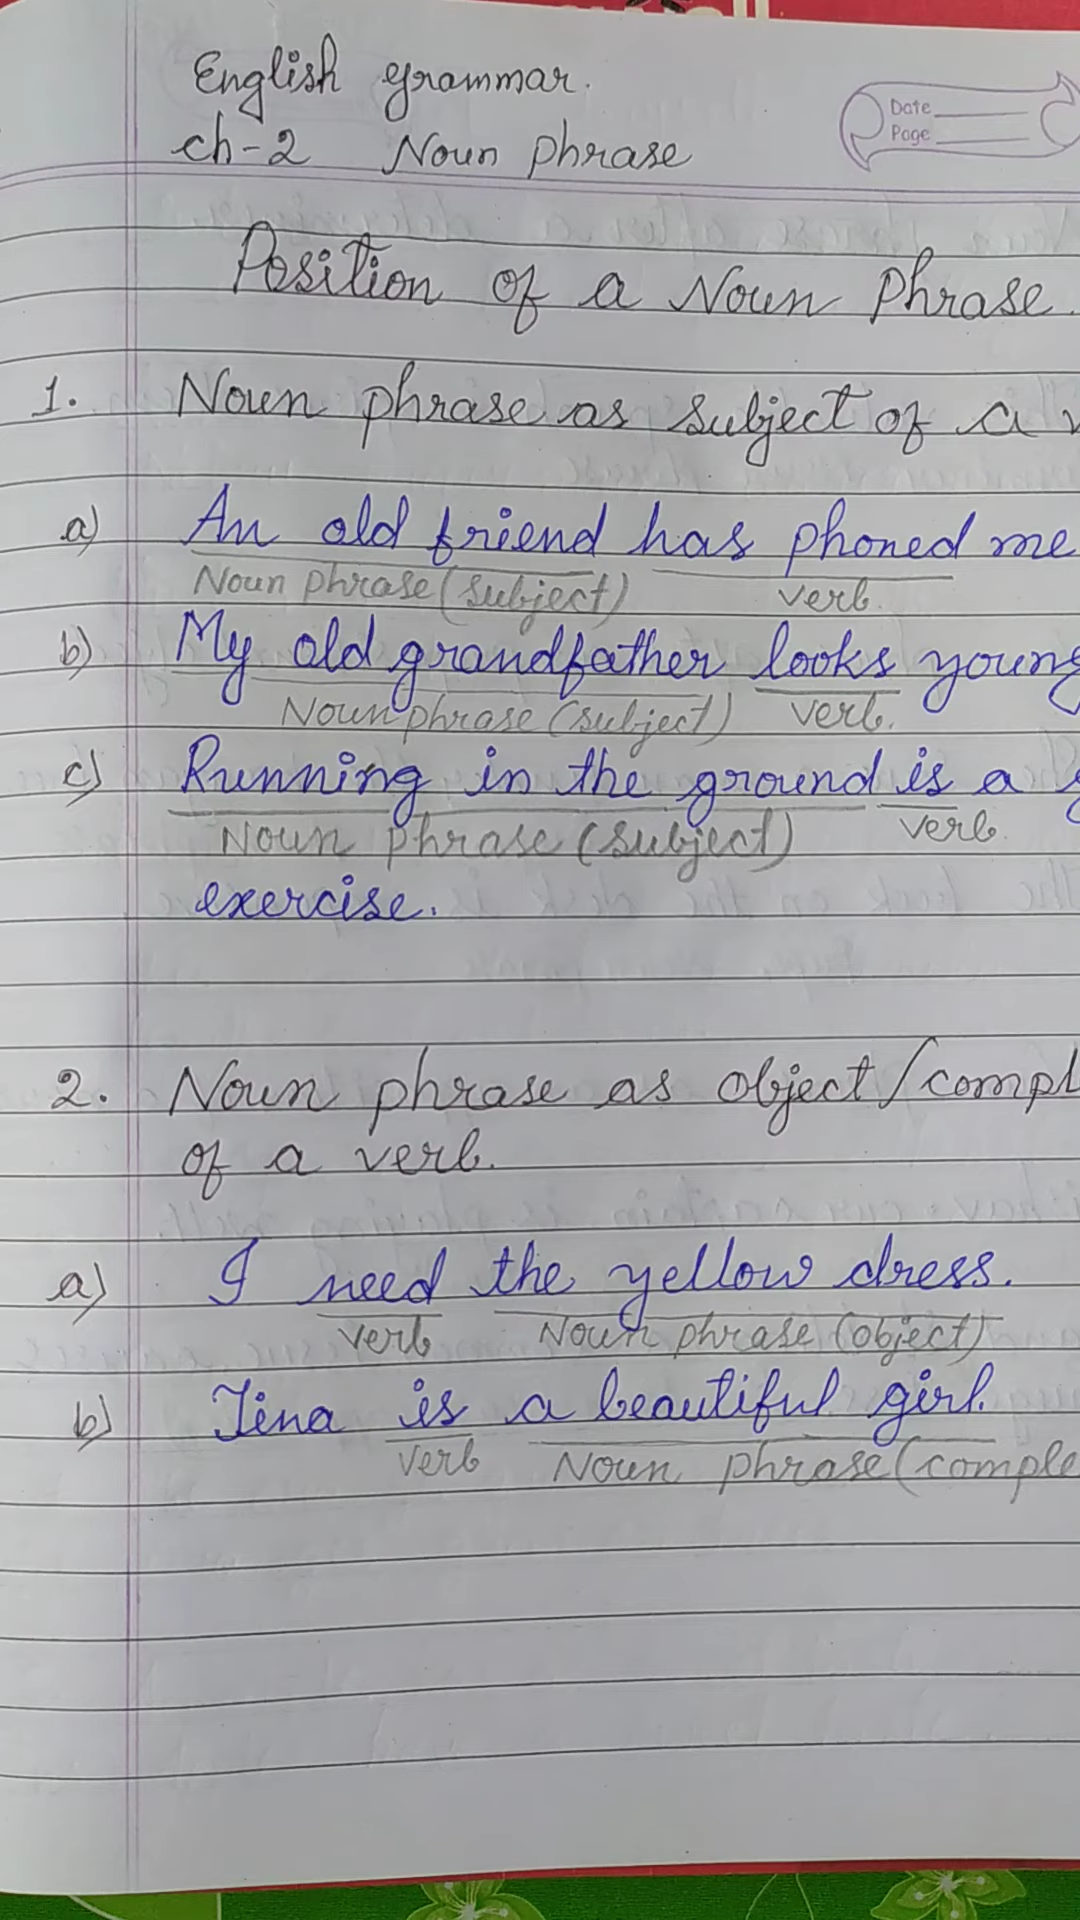 English grammar.
Date
ch-2 Noun phrase
Page
Position of a Noun Phrase.
1. Noun phrase as subject of a
a) An old friend has phoned me
Noun phrase (subject) verb.
b) My old grandfather looks young
Noun phrase (subject) verb.
c) Running in the ground is a
Noun phrase (subject) verb.
exercise.
2. Noun phrase as object/compl
of a verb.
a) I need the yellow dress.
verb Noun phrase (object)
b) Tina is a beautiful girl.
verb Noun phrase (comple